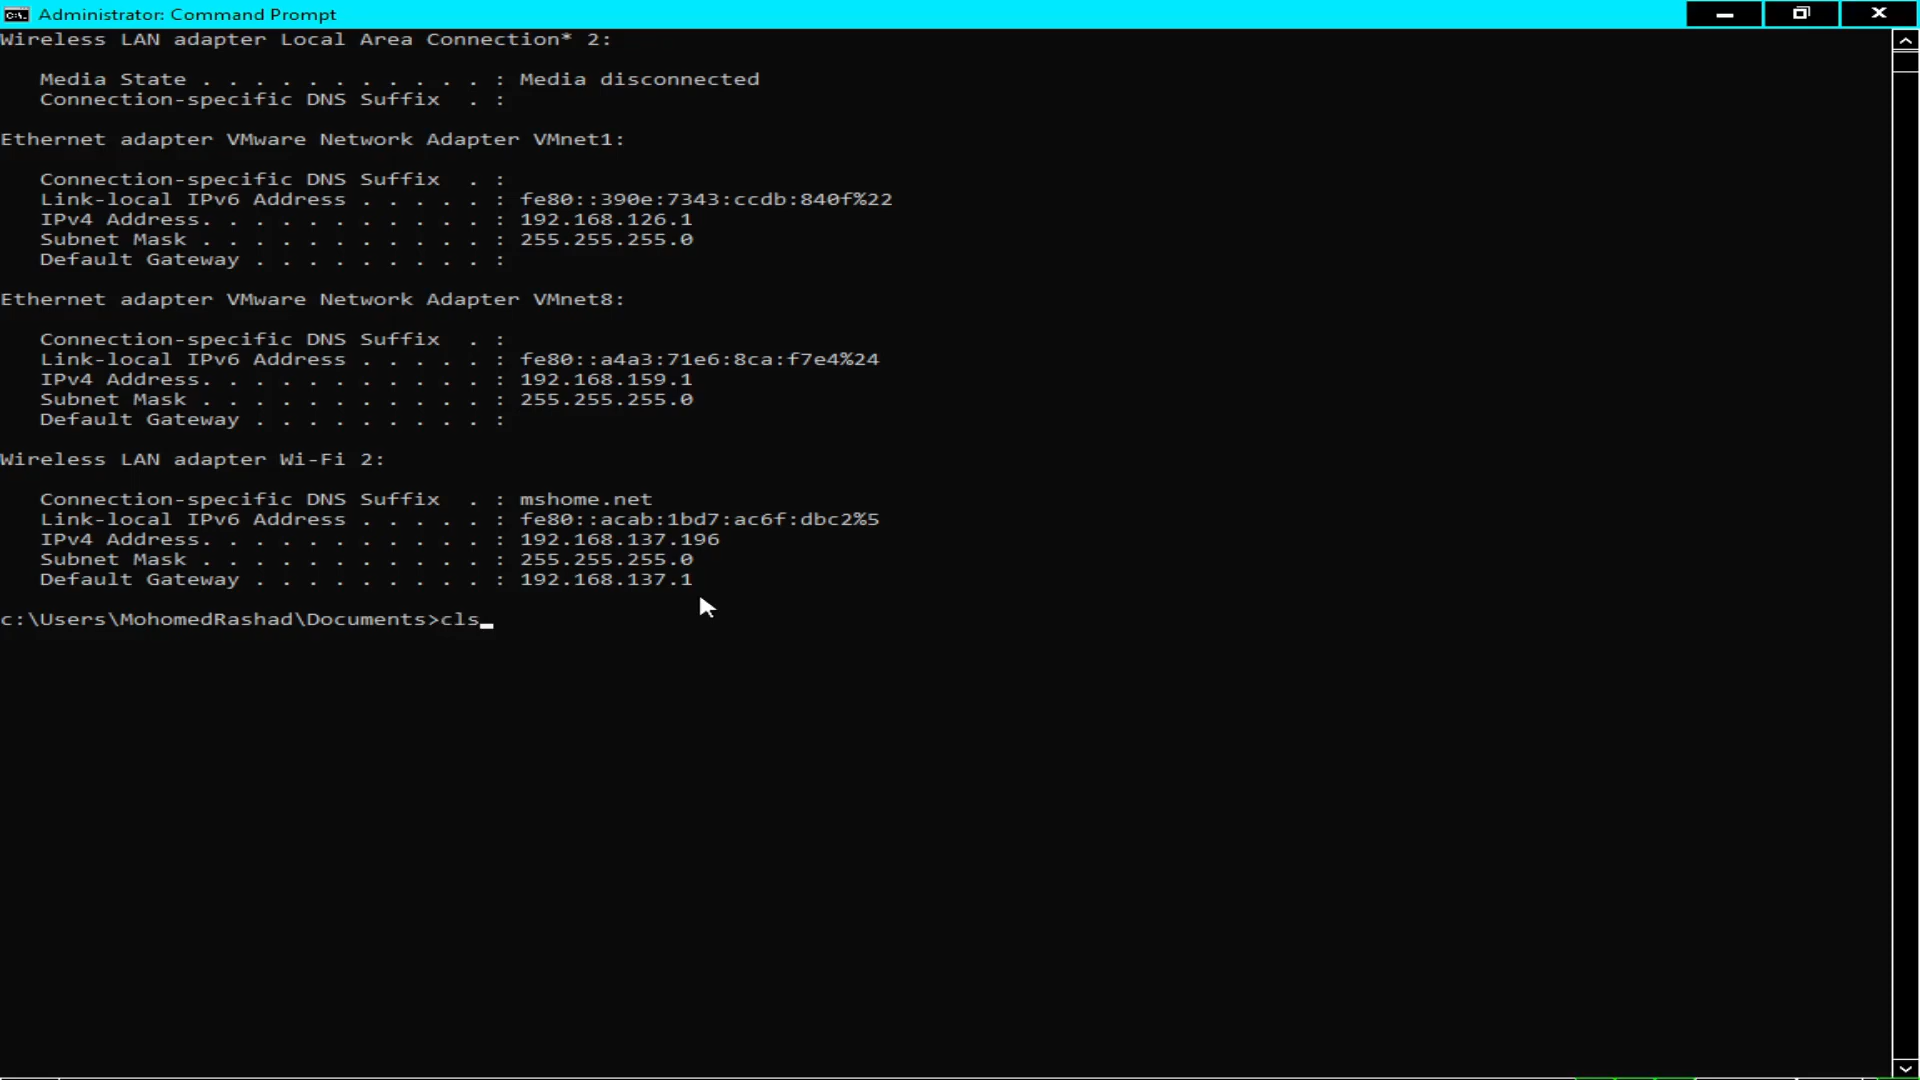 Administrator: Command Prompt
Wireless LAN adapter Local Area Connection* 2:
Media State . . . . . . . . . . . : Media disconnected
Connection-specific DNS Suffix  . :
Ethernet adapter VMware Network Adapter VMnet1:
Connection-specific DNS Suffix  . :
Link-local IPv6 Address . . . . . : fe80::390e:7343:ccdb:840f%22
IPv4 Address. . . . . . . . . . . : 192.168.126.1
Subnet Mask . . . . . . . . . . . : 255.255.255.0
Default Gateway . . . . . . . . . :
Ethernet adapter VMware Network Adapter VMnet8:
Connection-specific DNS Suffix  . :
Link-local IPv6 Address . . . . . : fe80::a4a3:71e6:8ca:f7e4%24
IPv4 Address. . . . . . . . . . . : 192.168.159.1
Subnet Mask . . . . . . . . . . . : 255.255.255.0
Default Gateway . . . . . . . . . :
Wireless LAN adapter Wi-Fi 2:
Connection-specific DNS Suffix  . : mshome.net
Link-local IPv6 Address . . . . . : fe80::acab:1bd7:ac6f:dbc2%5
IPv4 Address. . . . . . . . . . . : 192.168.137.196
Subnet Mask . . . . . . . . . . . : 255.255.255.0
Default Gateway . . . . . . . . . : 192.168.137.1
c:\Users\MohomedRashad\Documents>cls